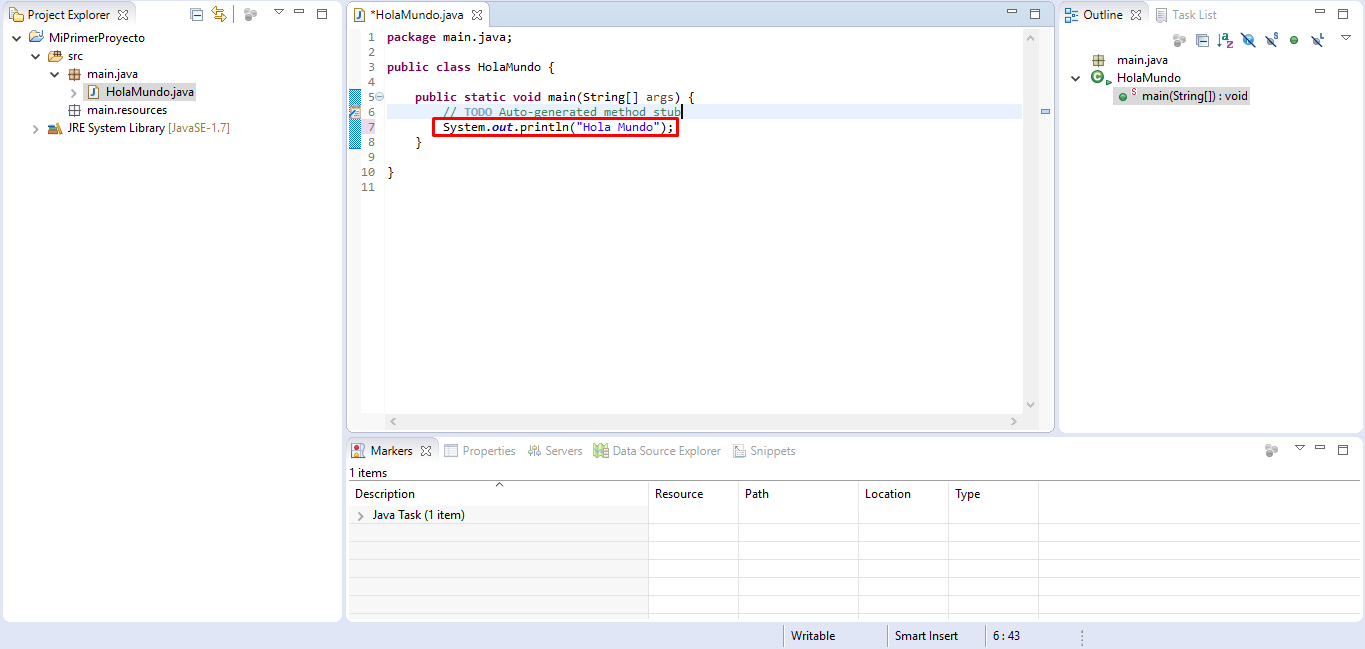 Project Explorer
MiPrimerProyecto
src
main.java
HolaMundo.java
main.resources
JRE System Library [JavaSE-1.7]
*HolaMundo.java
1 package main.java;
2
3 public class HolaMundo {
4
5 public static void main(String[] args) {
6 // TODO Auto-generated method stub
7 System.out.println("Hola Mundo");
8 }
9
10 }
11
Outline Task List
main.java
HolaMundo
main(String[]) : void
Markers Properties Servers Data Source Explorer Snippets
1 items
Description Resource Path Location Type
Java Task (1 item)
Writable Smart Insert 6 : 43